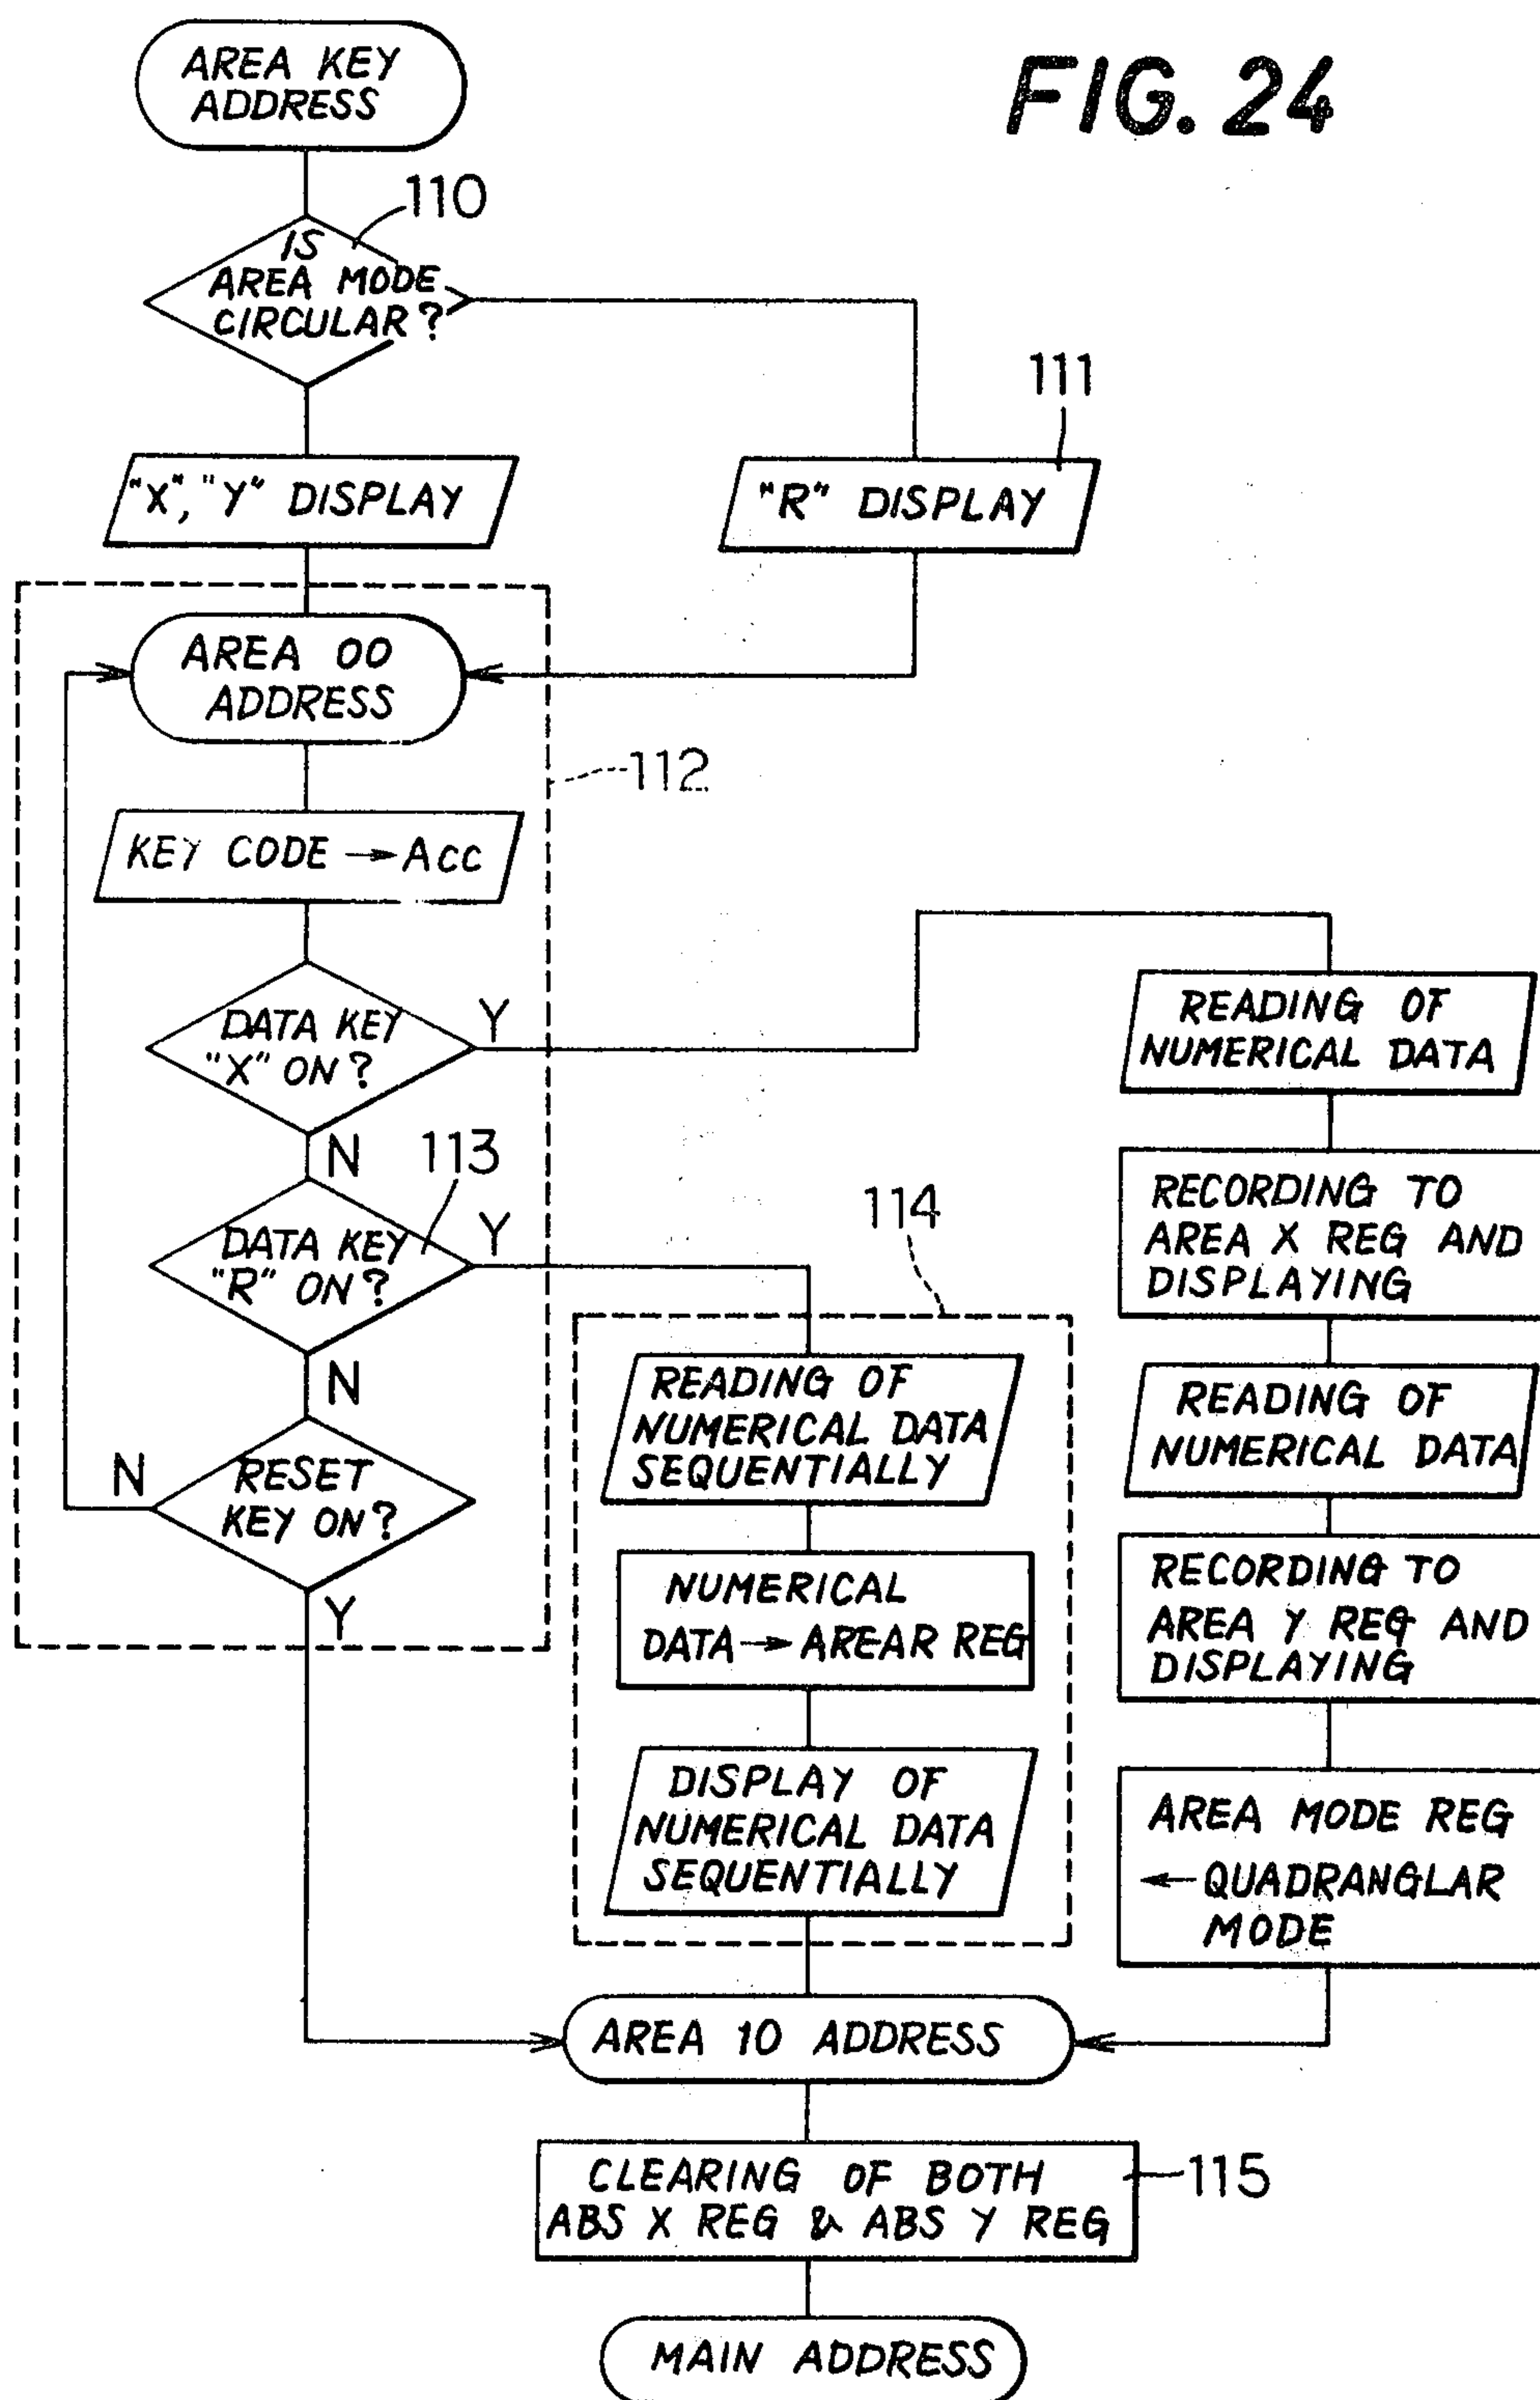 FIG. 24
AREA KEY
ADDRESS
110
IS
AREA MODE
CIRCULAR?
111
"X", "Y" DISPLAY
"R" DISPLAY
AREA 00
ADDRESS
112
KEY CODE → ACC
DATA KEY
"X" ON?
Y
N
113
DATA KEY
"R" ON?
Y
N
RESET
KEY ON?
N
Y
114
READING OF
NUMERICAL DATA
SEQUENTIALLY
NUMERICAL
DATA → AREAR REG
DISPLAY OF
NUMERICAL DATA
SEQUENTIALLY
READING OF
NUMERICAL DATA
RECORDING TO
AREA X REG AND
DISPLAYING
READING OF
NUMERICAL DATA
RECORDING TO
AREA Y REG AND
DISPLAYING
AREA MODE REG
← QUADRANGLAR
MODE
AREA 10 ADDRESS
CLEARING OF BOTH
ABS X REG & ABS Y REG
115
MAIN ADDRESS